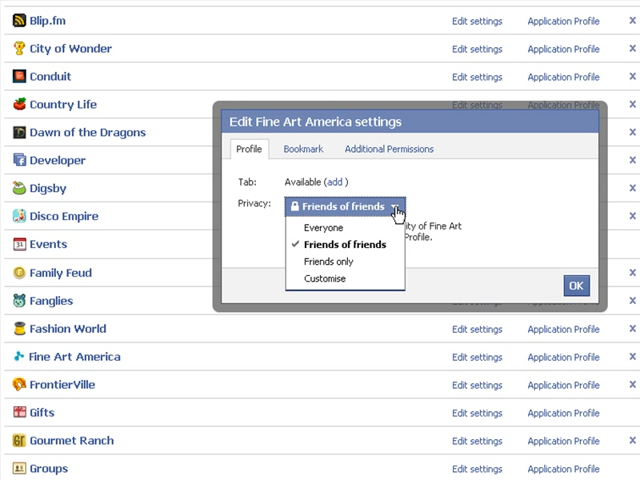 Blip.fm Edit settings Application Profile x
City of Wonder Edit settings Application Profile x
Conduit Edit settings Application Profile x
Country Life Edit settings Application Profile x
Dawn of the Dragons
Edit Fine Art America settings
Developer
Profile Bookmark Additional Permissions
Digsby
Tab: Available (add )
Privacy: Friends of friends
Disco Empire
Everyone
ity of Fine Art
Profile.
Events
Friends of friends
Friends only
Family Feud x
Customise
OK
Fanglies Edit settings Application Profile x
Fashion World Edit settings Application Profile x
Fine Art America Edit settings Application Profile x
FrontierVille Edit settings Application Profile x
Gifts Edit settings Application Profile
Gourmet Ranch Edit settings Application Profile x
Groups Edit settings Application Profile